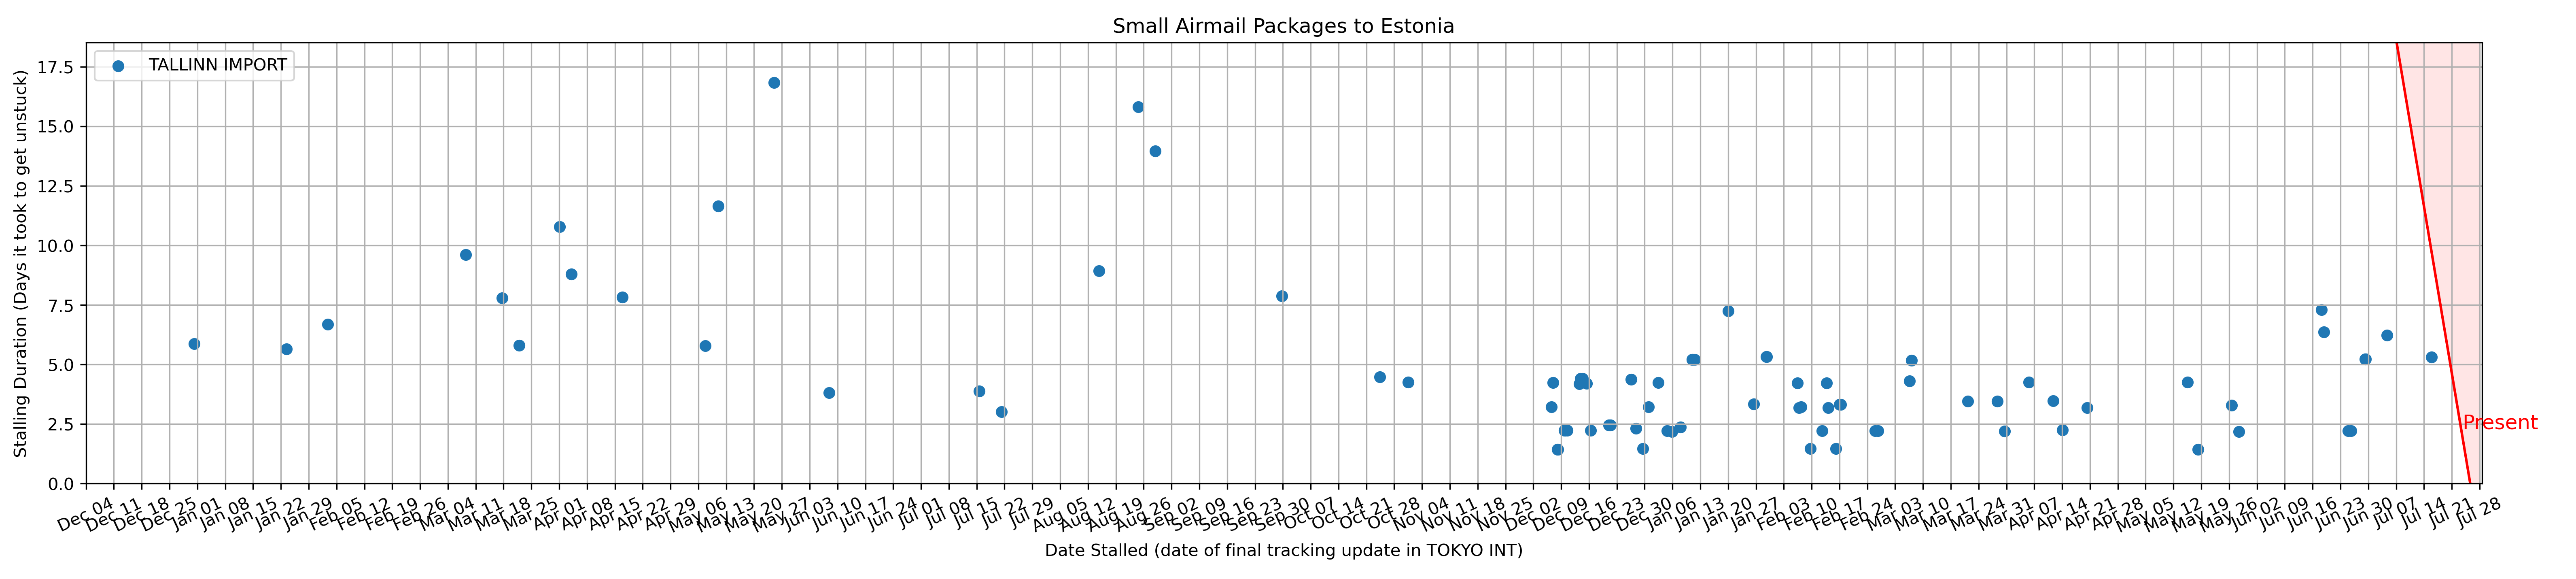 Small Airmail Packages to Estonia
TALLINN IMPORT
Stalling Duration (Days it took to get unstuck)
17.5
15.0
12.5
10.0
7.5
5.0
2.5
0.0
Present
Dec 04 Dec 11 Dec 18 Dec 25 Jan 01 Jan 08 Jan 15 Jan 22 Jan 29 Feb 05 Feb 12 Feb 19 Feb 26 Mar 04 Mar 11 Mar 18 Mar 25 Apr 01 Apr 08 Apr 15 Apr 22 Apr 29 May 06 May 13 May 20 May 27 Jun 03 Jun 10 Jun 17 Jun 24 Jul 01 Jul 08 Jul 15 Jul 22 Jul 29 Aug 05 Aug 12 Aug 19 Aug 26 Sep 02 Sep 09 Sep 16 Sep 23 Sep 30 Oct 07 Oct 14 Oct 21 Oct 28 Nov 04 Nov 11 Nov 18 Nov 25 Dec 02 Dec 09 Dec 16 Dec 23 Dec 30 Jan 06 Jan 13 Jan 20 Jan 27 Feb 03 Feb 10 Feb 17 Feb 24 Mar 03 Mar 10 Mar 17 Mar 24 Mar 31 Apr 07 Apr 14 Apr 21 Apr 28 May 05 May 12 May 19 May 26 Jun 02 Jun 09 Jun 16 Jun 23 Jun 30 Jul 07 Jul 14 Jul 21 Jul 28
Date Stalled (date of final tracking update in TOKYO INT)